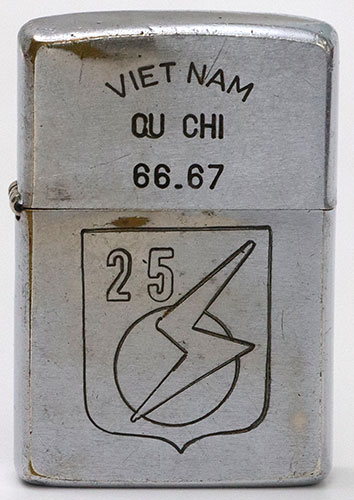 VIET NAM
QU CHI
66.67
25